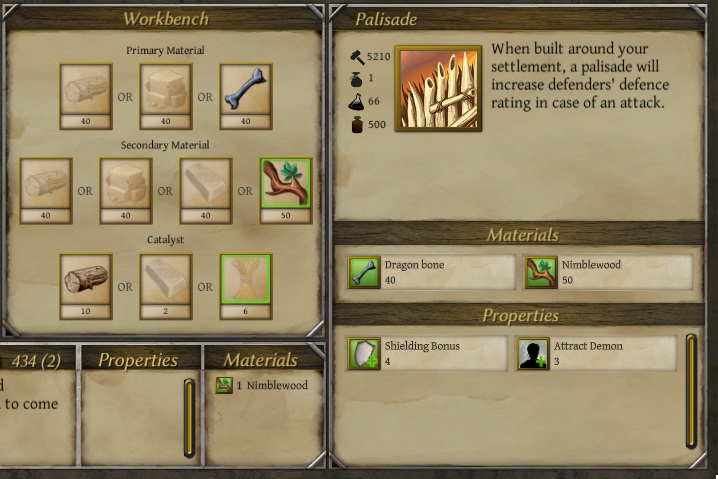 Workbench
Primary Material
OR
OR
40
40
40
Secondary Material
OR
OR
OR
40
40
40
50
Catalyst
OR
OR
10
2
6
434 (2)
to come
Properties
Materials
1 Nimblewood
Palisade
5210
1
66
500
When built around your
settlement, a palisade will
increase defenders' defence
rating in case of an attack.
Materials
Dragon bone
40
Nimblewood
50
Properties
Shielding Bonus
4
Attract Demon
3